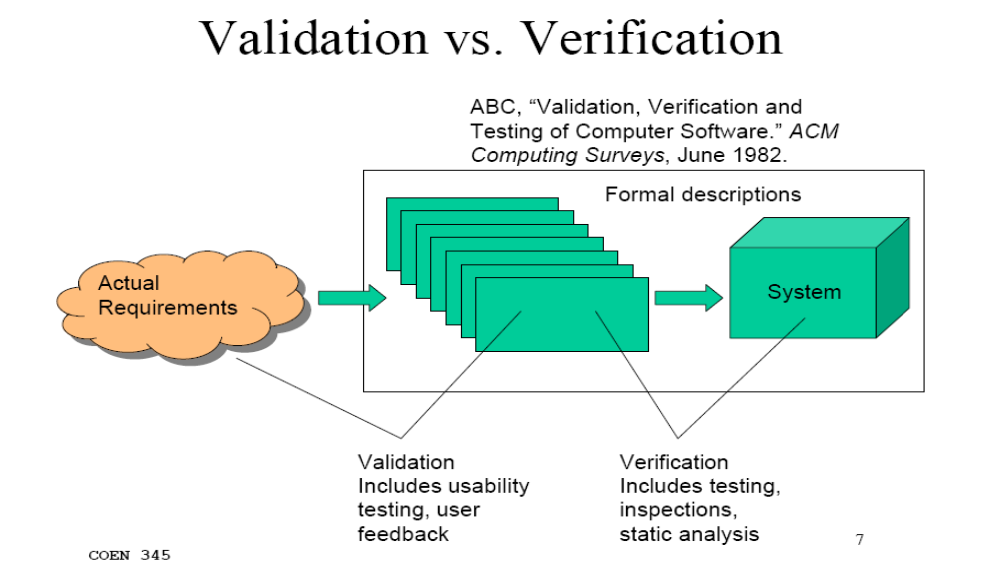 Validation vs. Verification
ABC, “Validation, Verification and
Testing of Computer Software.” ACM
Computing Surveys, June 1982.
Formal descriptions
Actual
Requirements
System
Validation
Includes usability
testing, user
feedback
Verification
Includes testing,
inspections,
static analysis
7
COEN 345